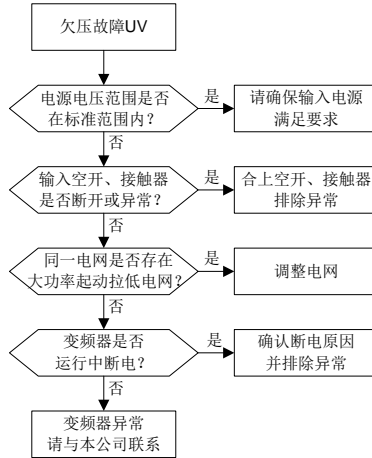 欠压故障UV
电源电压范围是否
在标准范围内?
是
请确保输入电源
满足要求
否
输入空开、接触器
是否断开或异常?
是
合上空开、接触器
排除异常
否
同一电网是否存在
大功率起动拉低电网?
是
调整电网
否
变频器是否
运行中断电?
是
确认断电原因
并排除异常
否
变频器异常
请与本公司联系